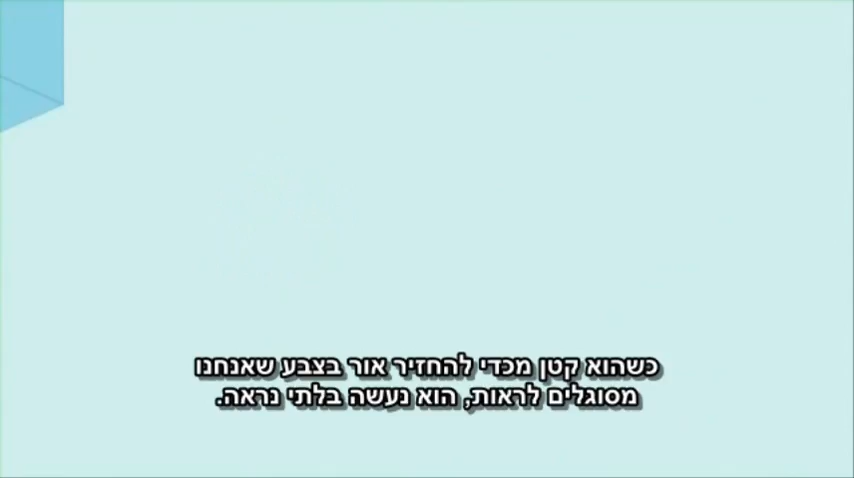 כשהוא קטן מכדי להחזיר אור בצבע שאנחנו
מסוגלים לראות, הוא נעשה בלתי נראה.